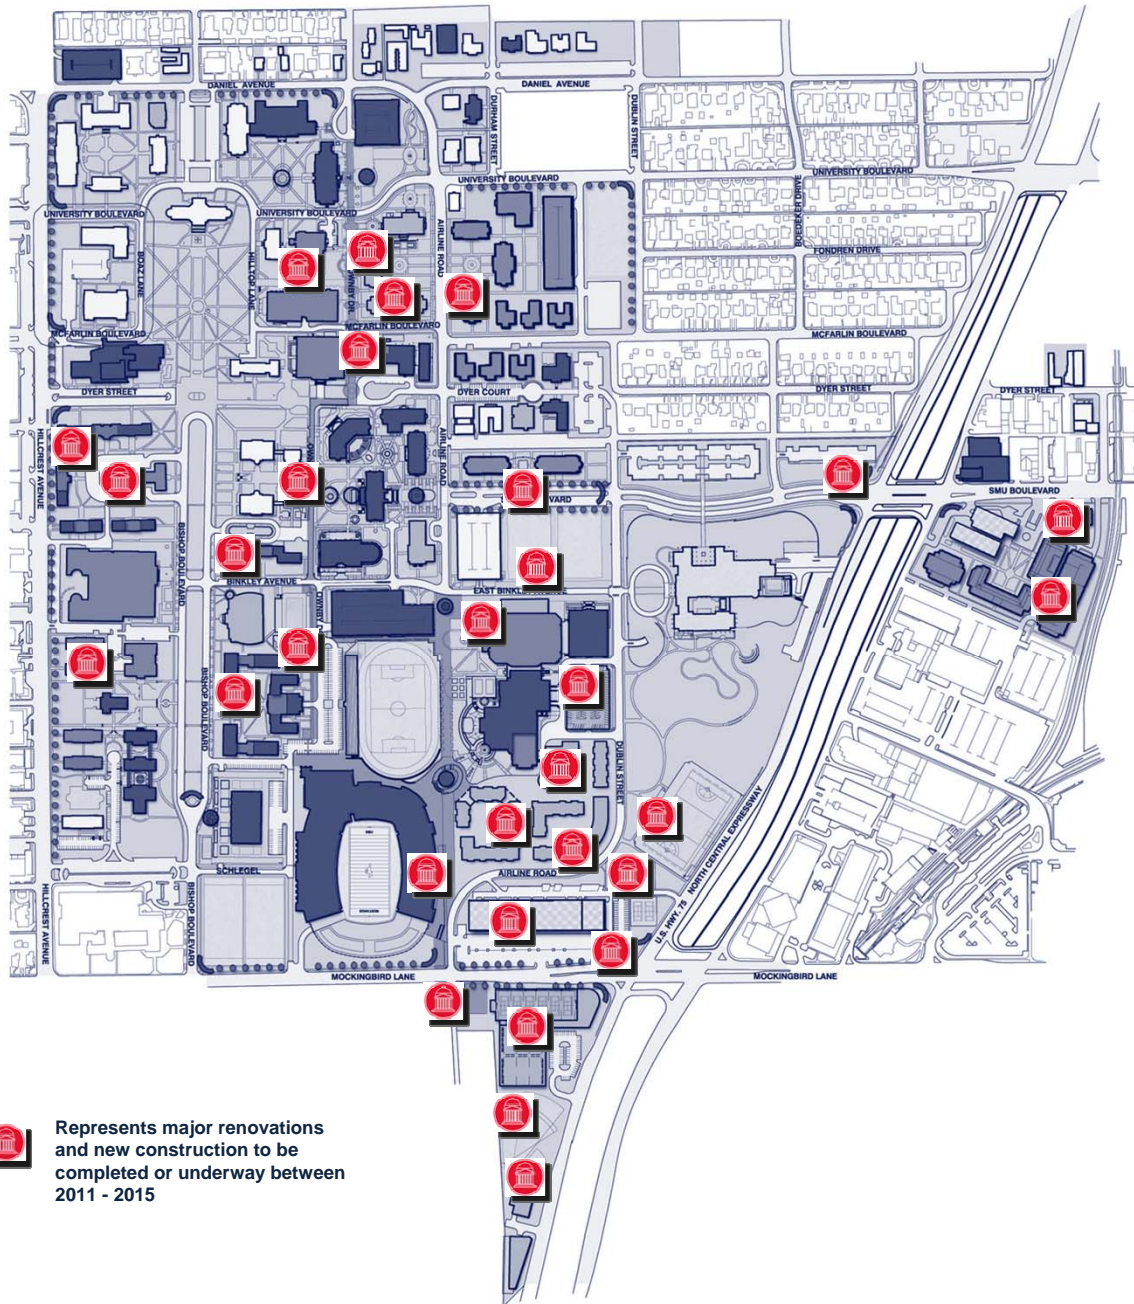 DANIEL AVENUE
DANIEL AVENUE
DURHAM STREET
DUBLIN STREET
UNIVERSITY BOULEVARD
UNIVERSITY BOULEVARD
UNIVERSITY BOULEVARD
UNIVERSITY BOULEVARD
BOAZ LANE
HILLTOP LANE
AIRLINE ROAD
BOEDEKER DRIVE
FONDREN DRIVE
MCFARLIN BOULEVARD
MCFARLIN BOULEVARD
MCFARLIN BOULEVARD
DYER STREET
DYER COURT
DYER STREET
DYER STREET
HILLCREST AVENUE
AIRLINE ROAD
SMU BOULEVARD
BISHOP BOULEVARD
BINKLEY AVENUE
EAST BINKLEY
BISHOP BOULEVARD
DUBLIN STREET
U.S. HWY. 75 NORTH CENTRAL EXPRESSWAY
SCHLEGEL
AIRLINE ROAD
HILLCREST AVENUE
BISHOP BOULEVARD
MOCKINGBIRD LANE
MOCKINGBIRD LANE
Represents major renovations
and new construction to be
completed or underway between
2011 - 2015